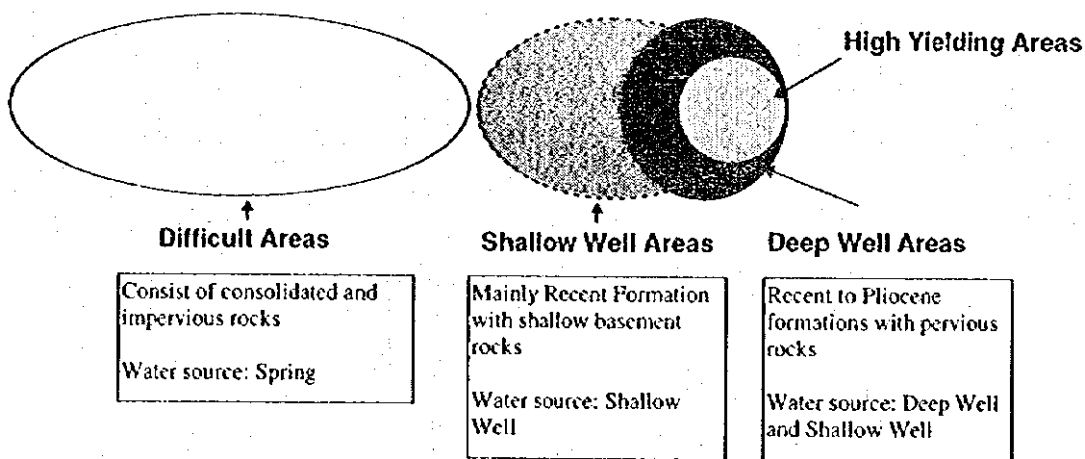 High Yielding Areas
Difficult Areas
Shallow Well Areas
Deep Well Areas
Consist of consolidated and
impervious rocks
Water source: Spring
Mainly Recent Formation
with shallow basement
rocks
Water source: Shallow
Well
Recent to Pliocene
formations with pervious
rocks
Water source: Deep Well
and Shallow Well